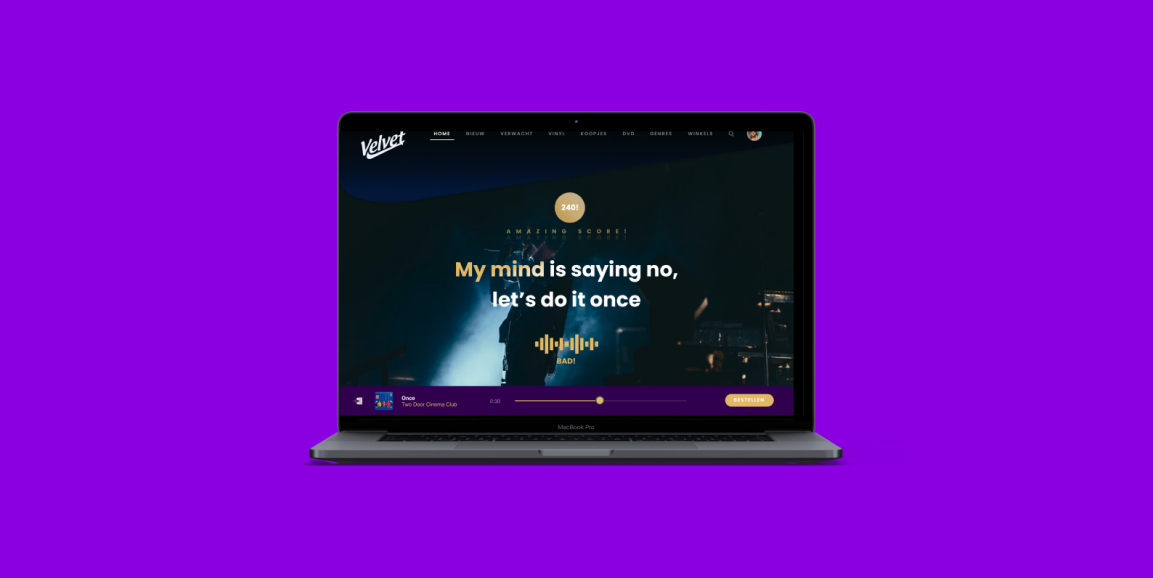 Velvet
HOME NIEUW VERWACHT VINYL KOOPJES DVD GENRES WINKELS
240!
AMAZING SCORE!
My mind is saying no,
let's do it once
BAD!
Once
Two Door Cinema Club
0:30
BESTELLEN
MacBook Pro